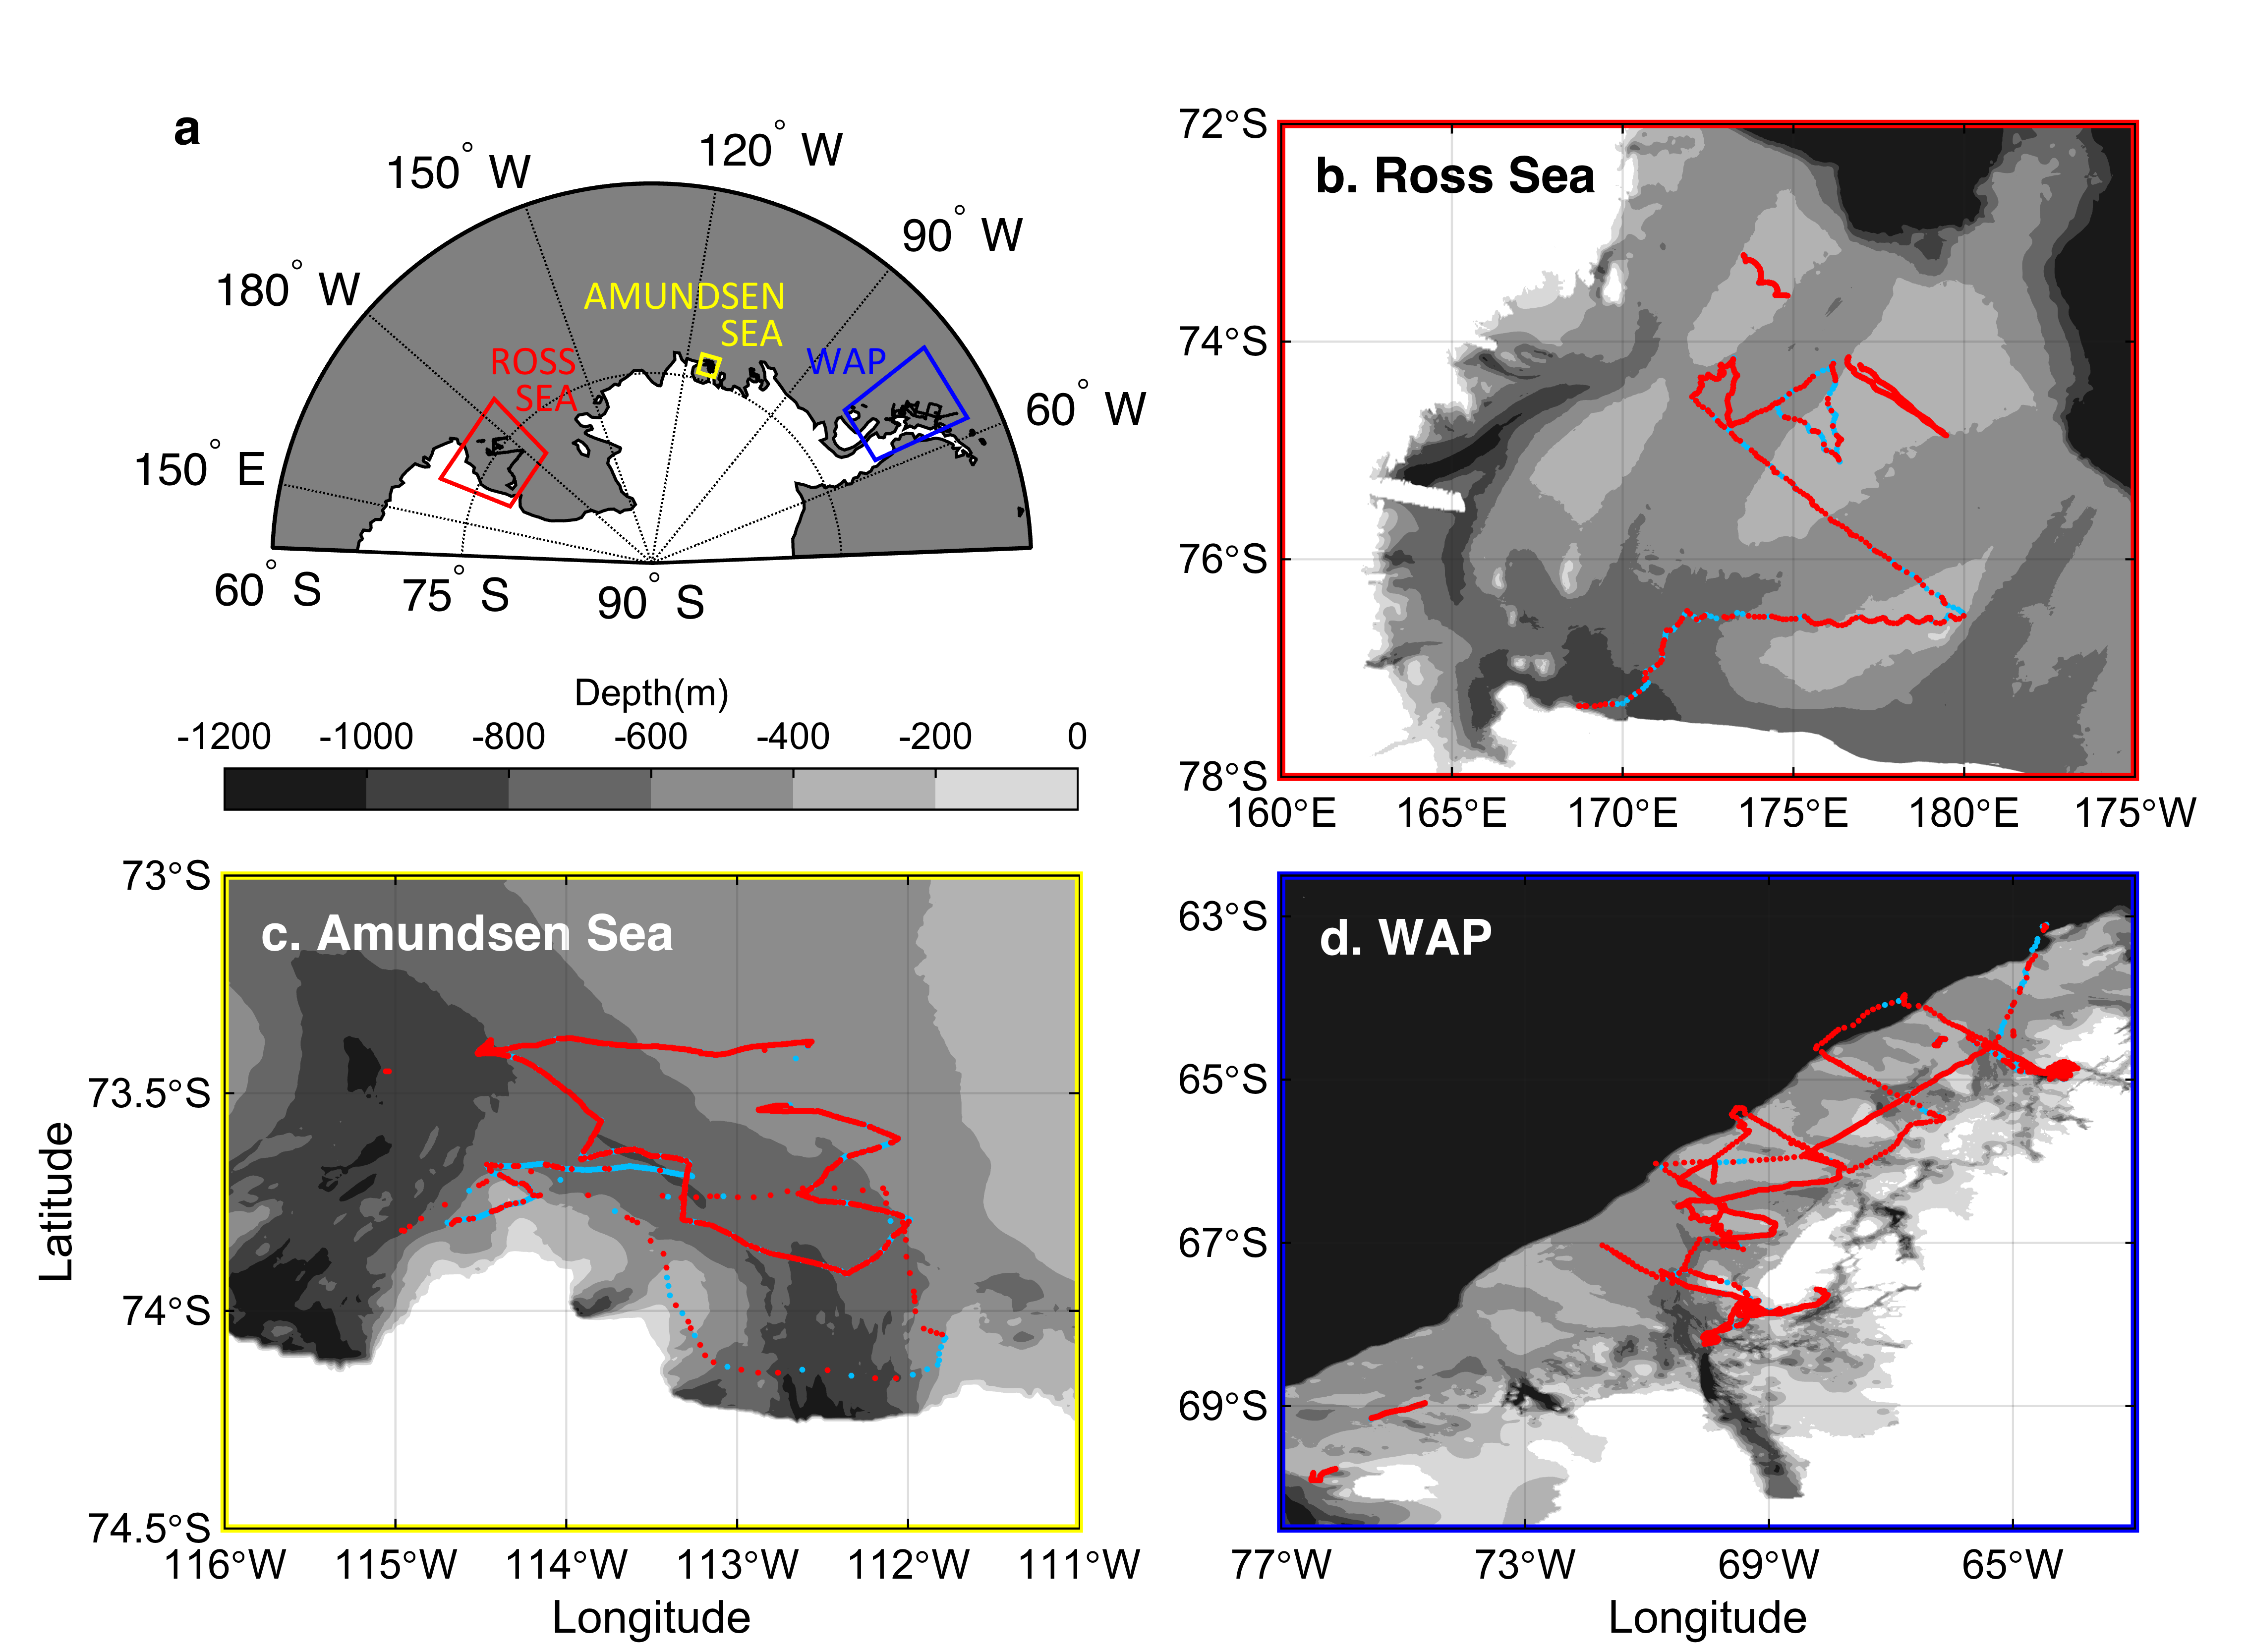 a
120° W
150° W
90° W
180° W
AMUNDSEN
SEA
ROSS
SEA
WAP
60° W
150° E
60° S
75° S
90° S
Depth(m)
-1200 -1000 -800 -600 -400 -200 0
72°S
b. Ross Sea
74°S
76°S
78°S
160°E 165°E 170°E 175°E 180°E 175°W
73°S
c. Amundsen Sea
73.5°S
74°S
74.5°S
Latitude
116°W 115°W 114°W 113°W 112°W 111°W
Longitude
63°S
d. WAP
65°S
67°S
69°S
77°W 73°W 69°W 65°W
Longitude